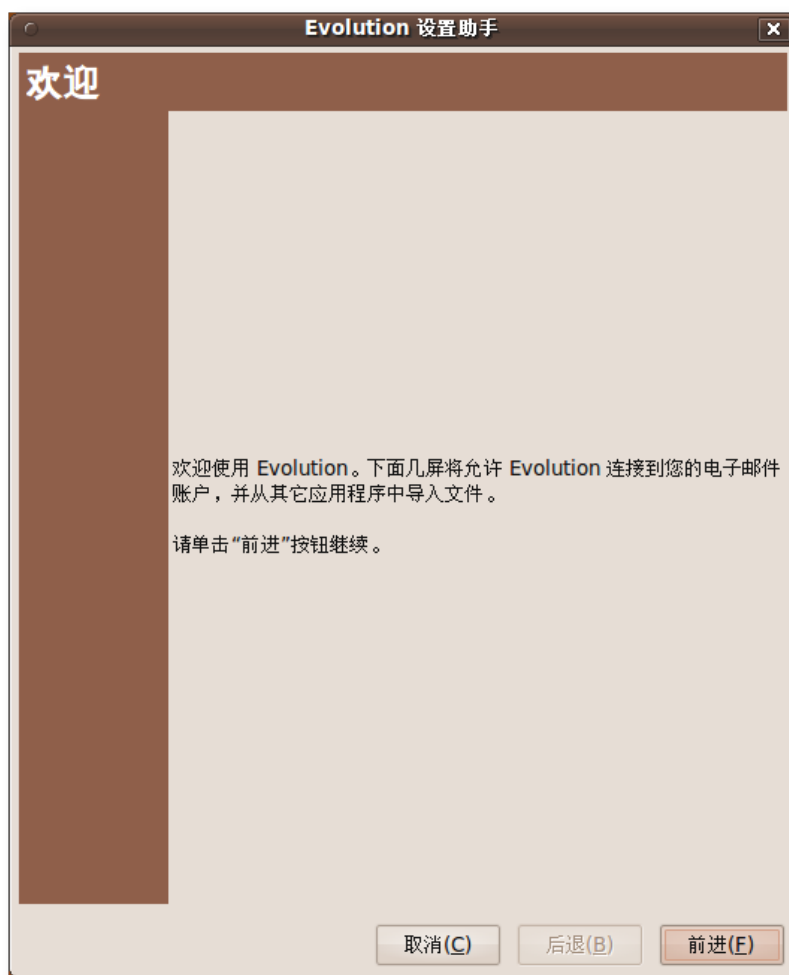 Evolution 设置助手
欢迎
欢迎使用 Evolution。下面几屏将允许 Evolution 连接到您的电子邮件
账户，并从其它应用程序中导入文件。
请单击“前进”按钮继续。
取消(C) 后退(B) 前进(F)